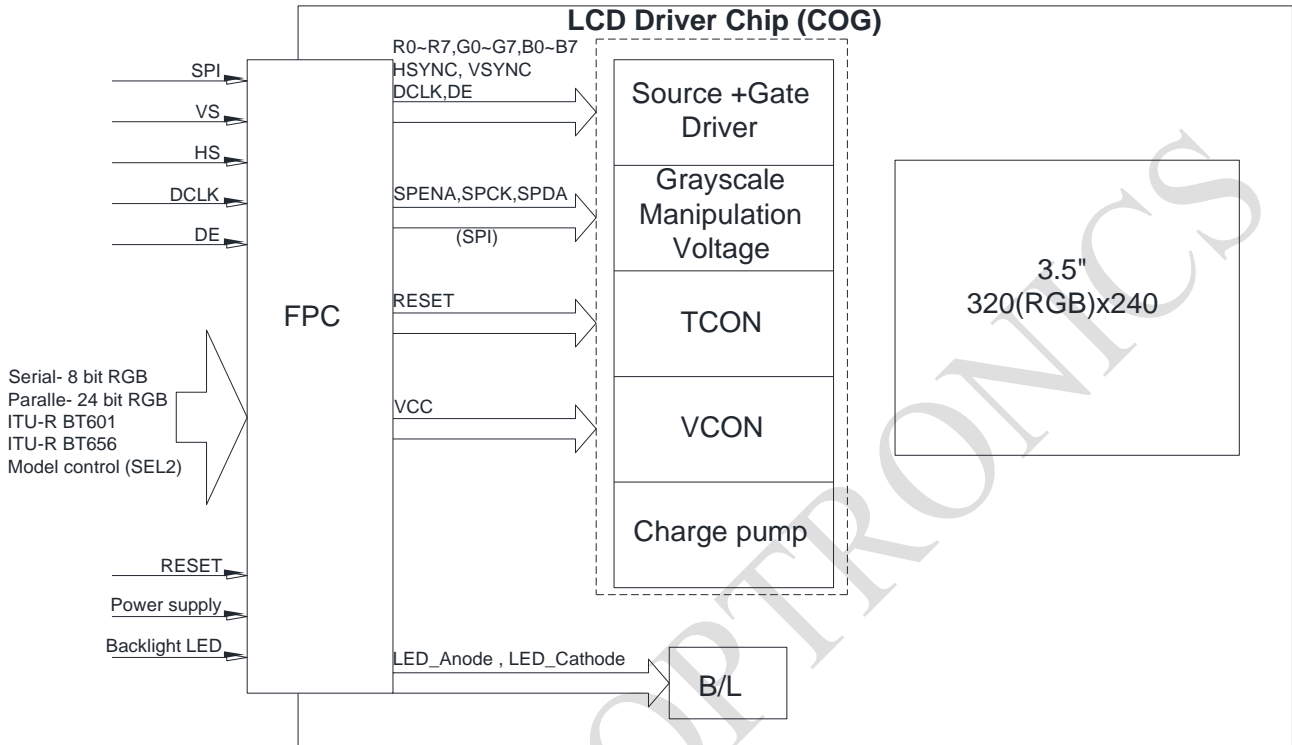 LCD Driver Chip (COG)
R0~R7,G0~G7,B0~B7
HSYNC, VSYNC
DCLK,DE
SPI
VS
HS
DCLK
DE
Serial- 8 bit RGB
Paralle- 24 bit RGB
ITU-R BT601
ITU-R BT656
Model control (SEL2)
RESET
Power supply
Backlight LED
FPC
SPENA,SPCK,SPDA
(SPI)
RESET
VCC
LED_Anode , LED_Cathode
Source +Gate
Driver
Grayscale
Manipulation
Voltage
TCON
VCON
Charge pump
B/L
3.5"
320(RGB)x240
OPTRONICS